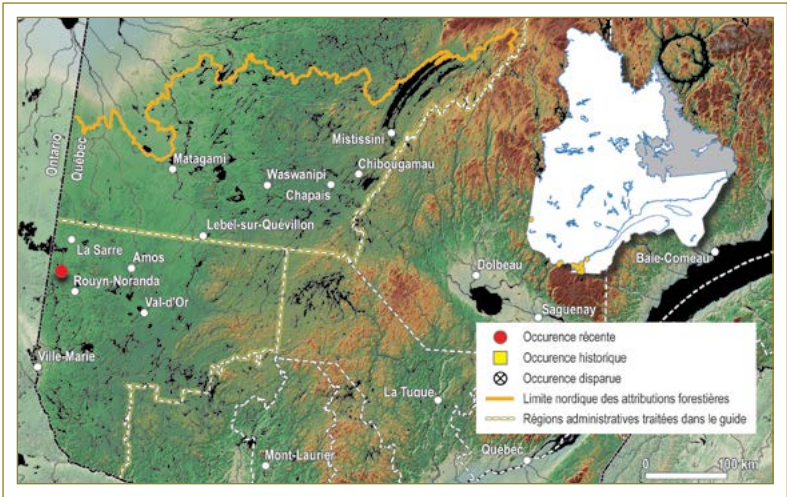 Ontario
Québec
Matagami
Mistissini
Waswanipi
Chibougamau
Chapais
Lebel-sur-Quévillon
La Sarre
Amos
Rouyn-Noranda
Val-d'Or
Ville-Marie
Dolbeau
Baie-Comeau
Saguenay
La Tuque
Mont-Laurier
Québec
Occurence récente
Occurence historique
Occurence disparue
Limite nordique des attributions forestières
Régions administratives traitées dans le guide
0 100 km